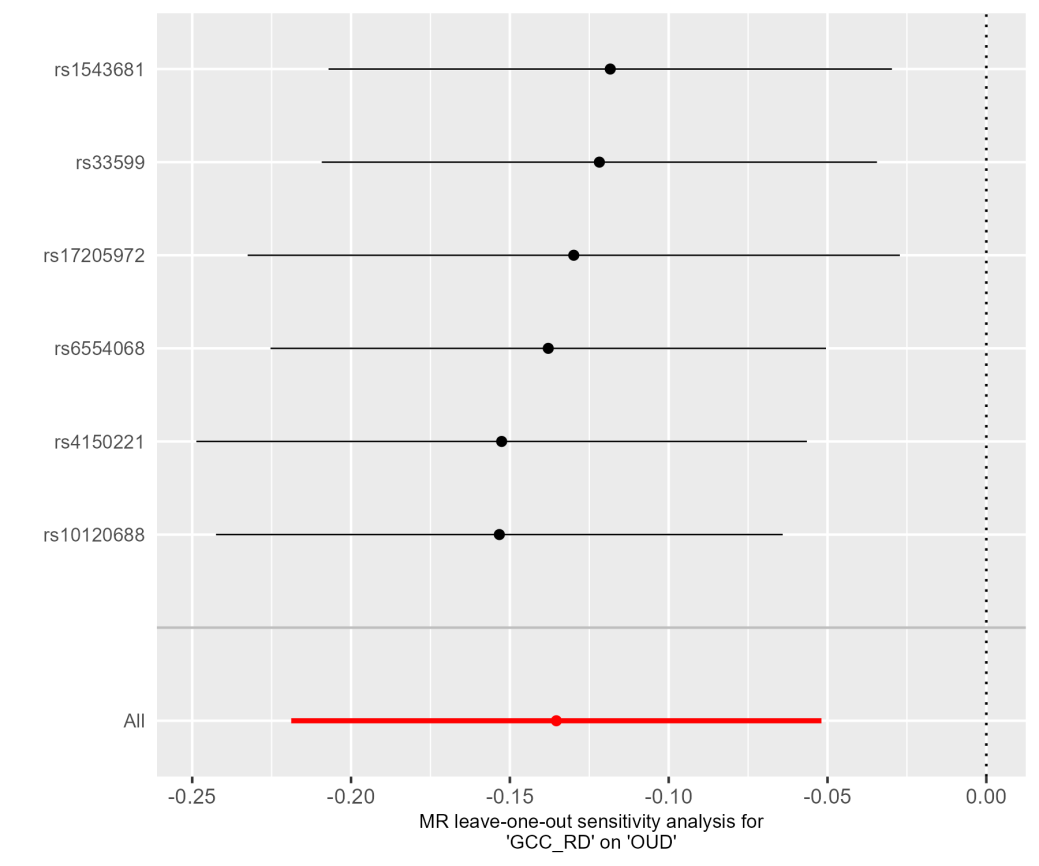 rs1543681
rs33599
rs17205972
rs6554068
rs4150221
rs10120688
All
-0.25 -0.20 -0.15 -0.10 -0.05 0.00
MR leave-one-out sensitivity analysis for
'GCC_RD' on 'OUD'